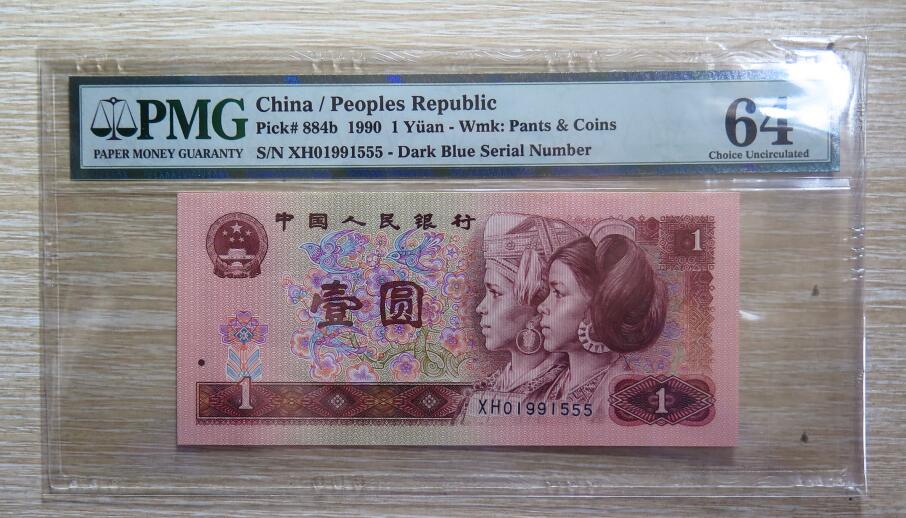 PMG
PAPER MONEY GUARANTY
China / Peoples Republic
Pick# 884b 1990 1 Yüan - Wmk: Pants & Coins
S/N XH01991555 - Dark Blue Serial Number
64
Choice Uncirculated
中国人民银行
1
壹圆
1
XH01991555
1